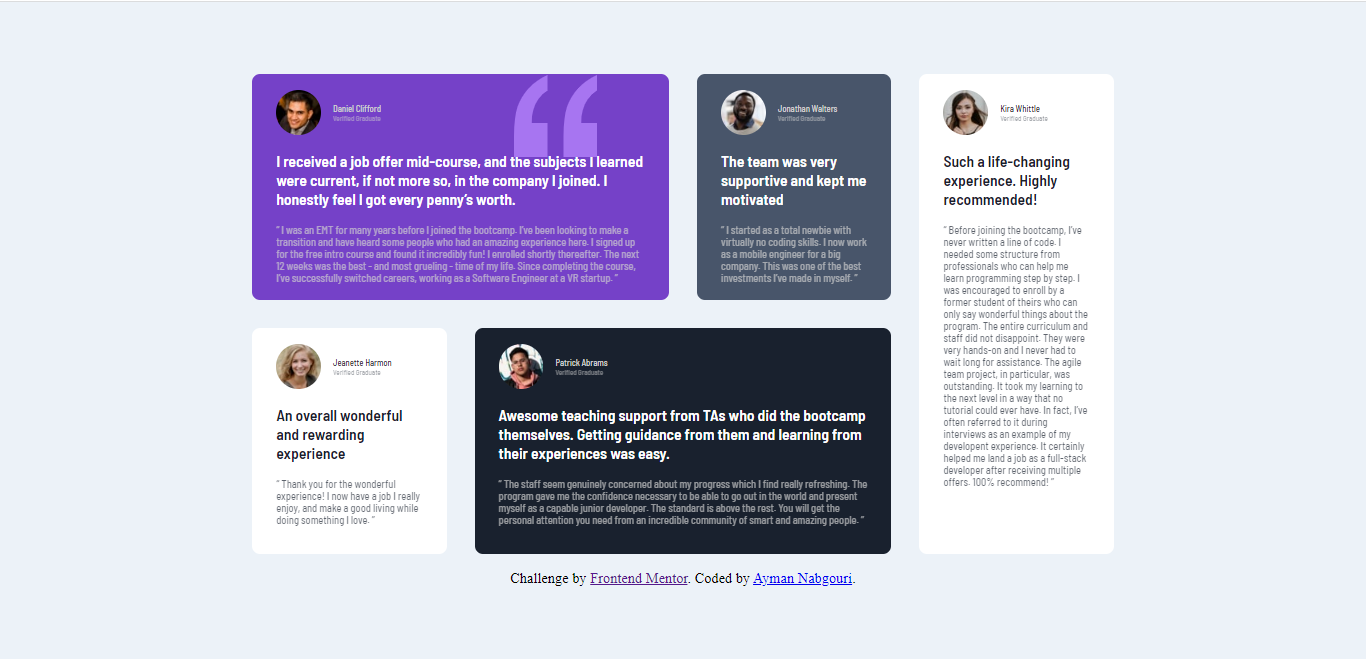 Daniel Clifford
Verified Graduate
I received a job offer mid-course, and the subjects I learned
were current, if not more so, in the company I joined. I
honestly feel I got every penny’s worth.
“ I was an EMT for many years before I joined the bootcamp. I’ve been looking to make a
transition and have heard some people who had an amazing experience here. I signed up
for the free intro course and found it incredibly fun! I enrolled shortly thereafter. The next
12 weeks was the best - and most grueling - time of my life. Since completing the course,
I’ve successfully switched careers, working as a Software Engineer at a VR startup. ”
Jonathan Walters
Verified Graduate
The team was very
supportive and kept me
motivated
“ I started as a total newbie with
virtually no coding skills. I now work
as a mobile engineer for a big
company. This was one of the best
investments I’ve made in myself. ”
Kira Whittle
Verified Graduate
Such a life-changing
experience. Highly
recommended!
“ Before joining the bootcamp, I’ve
never written a line of code. I
needed some structure from
professionals who can help me
learn programming step by step. I
was encouraged to enroll by a
former student of theirs who can
only say wonderful things about the
program. The entire curriculum and
staff did not disappoint. They were
very hands-on and I never had to
wait long for assistance. The agile
team project, in particular, was
outstanding. It took my learning to
the next level in a way that no
tutorial could ever have. In fact, I’ve
often referred to it during
interviews as an example of my
developent experience. It certainly
helped me land a job as a full-stack
developer after receiving multiple
offers. 100% recommend! ”
Jeanette Harmon
Verified Graduate
An overall wonderful
and rewarding
experience
“ Thank you for the wonderful
experience! I now have a job I really
enjoy, and make a good living while
doing something I love. ”
Patrick Abrams
Verified Graduate
Awesome teaching support from TAs who did the bootcamp
themselves. Getting guidance from them and learning from
their experiences was easy.
“ The staff seem genuinely concerned about my progress which I find really refreshing. The
program gave me the confidence necessary to be able to go out in the world and present
myself as a capable junior developer. The standard is above the rest. You will get the
personal attention you need from an incredible community of smart and amazing people. ”
Challenge by Frontend Mentor. Coded by Ayman Nabgouri.